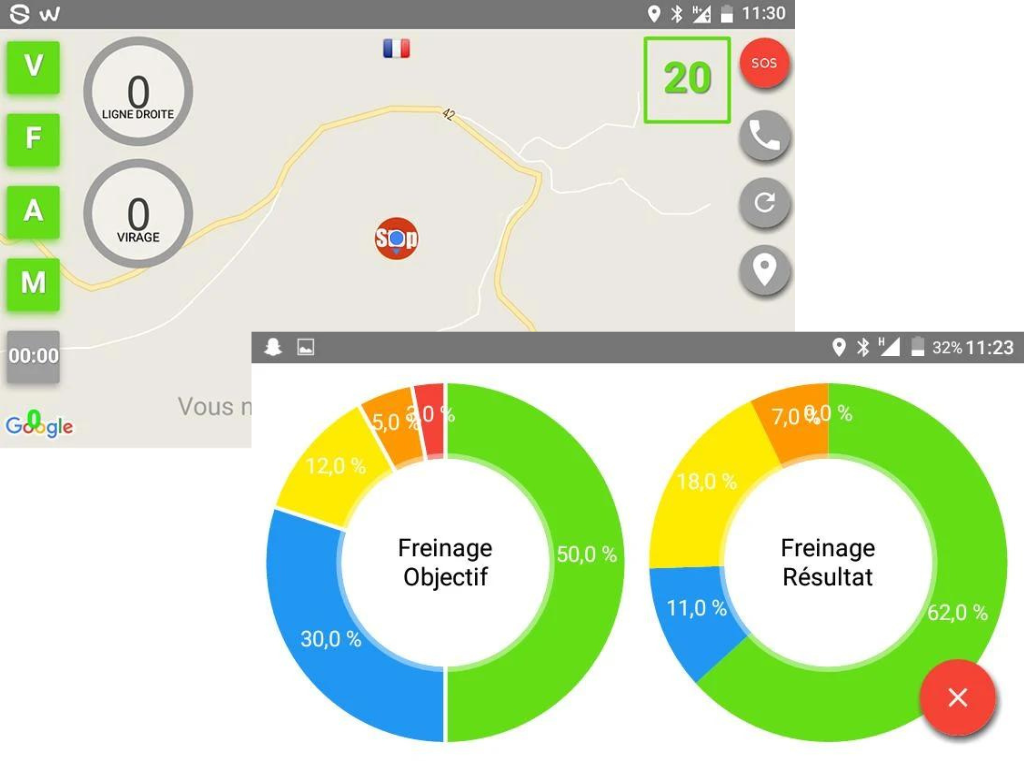 11:30
V
F
A
M
00:00
0
LIGNE DROITE
0
VIRAGE
42
20
SOS
Stop
Vous
0
Google
32% 11:23
Freinage
Objectif
50,0 %
30,0 %
12,0 %
5,0 %
3,0 %
Freinage
Résultat
62,0 %
11,0 %
18,0 %
7,0 %
0,0 %